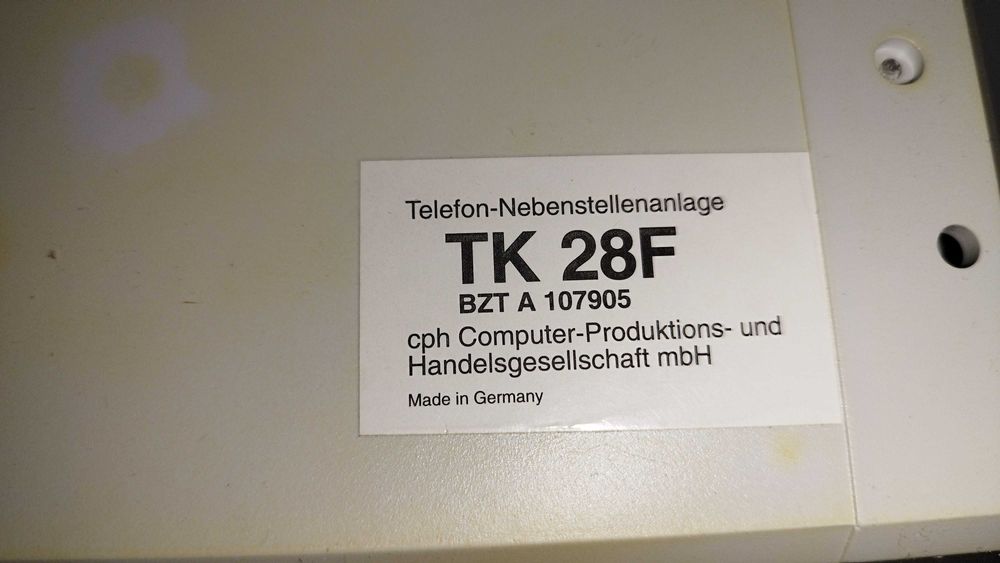 Telefon-Nebenstellenanlage
TK 28F
BZT A 107905
cph Computer-Produktions- und
Handelsgesellschaft mbH
Made in Germany